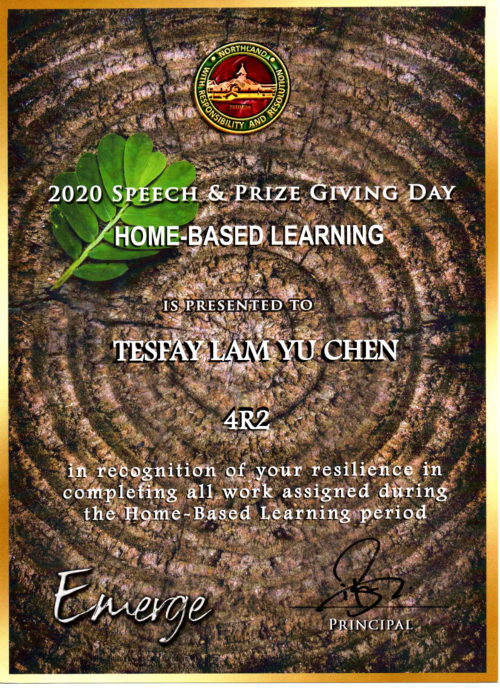 NORTHLAND
WITH RESPONSIBILITY AND RESOLUTION
2020 SPEECH & PRIZE GIVING DAY
HOME-BASED LEARNING
IS PRESENTED TO
TESFAY LAM YU CHEN
4R2
in recognition of your resilience in
completing all work assigned during
the Home-Based Learning period
Emerge
PRINCIPAL